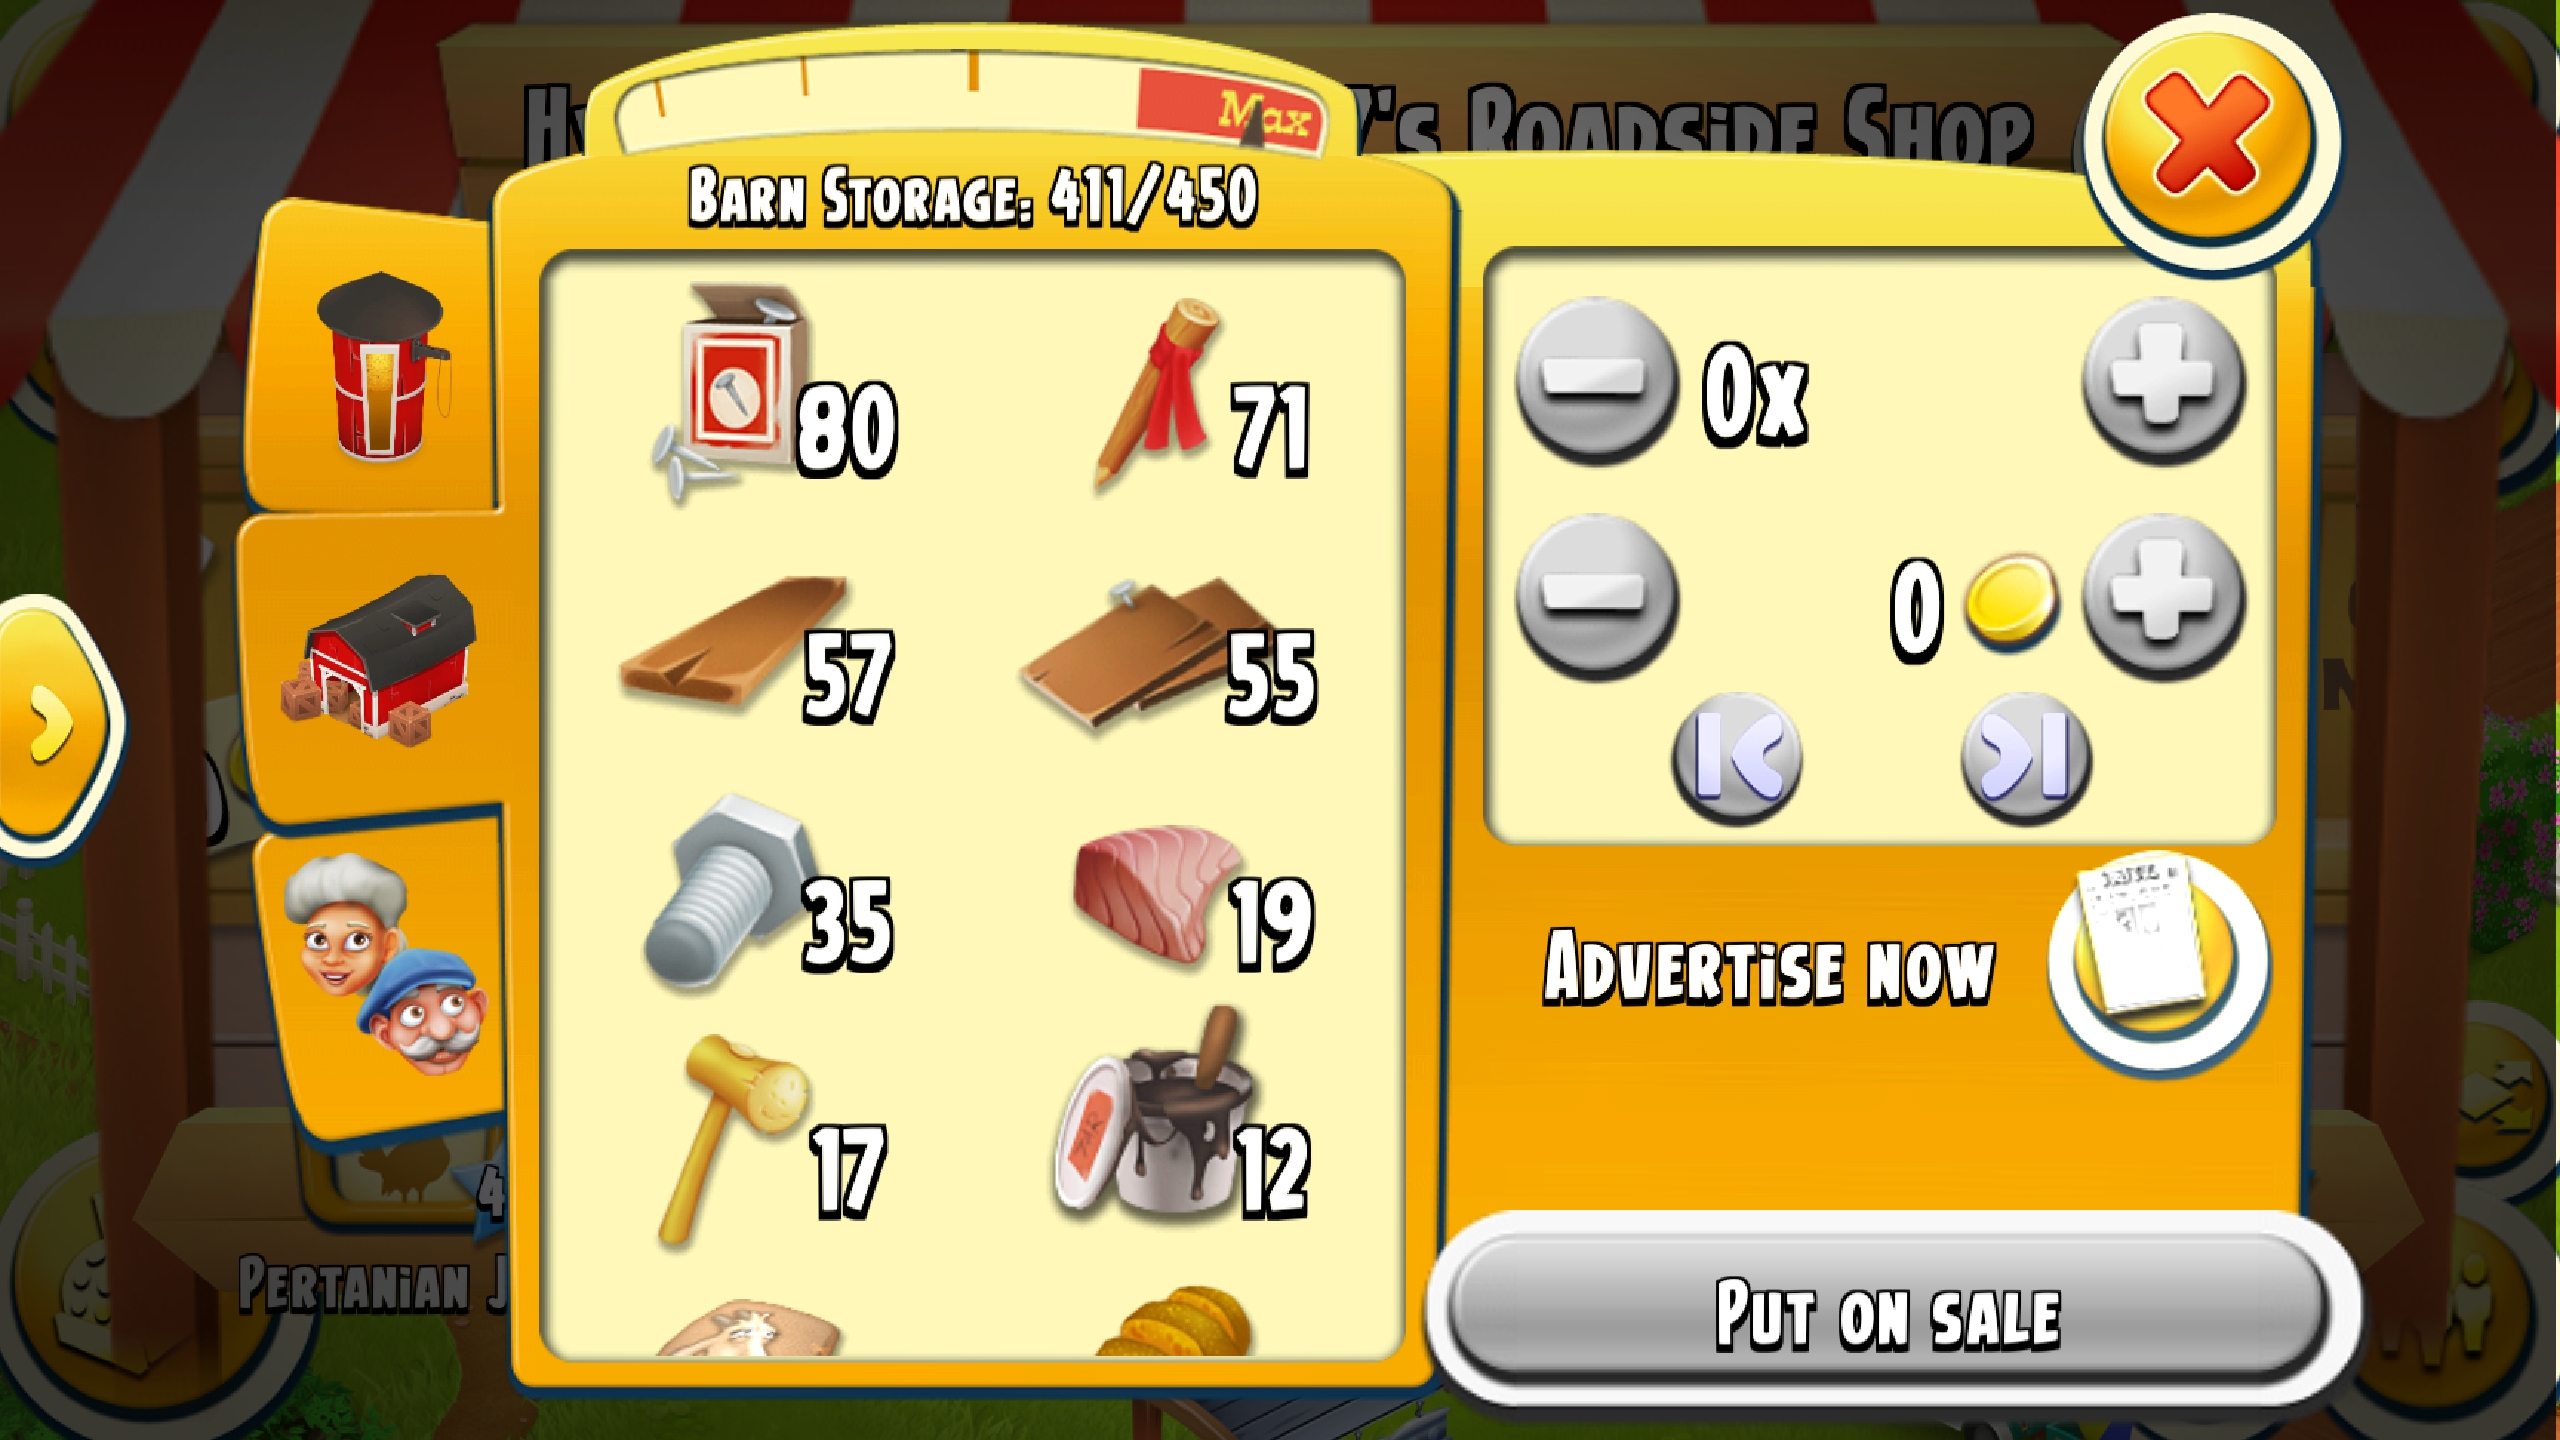 's Roadside Shop
Max
Barn Storage: 411/450
80
71
57
55
35
19
17
12
0x
0
Advertise now
Put on sale
4
Pertanian J